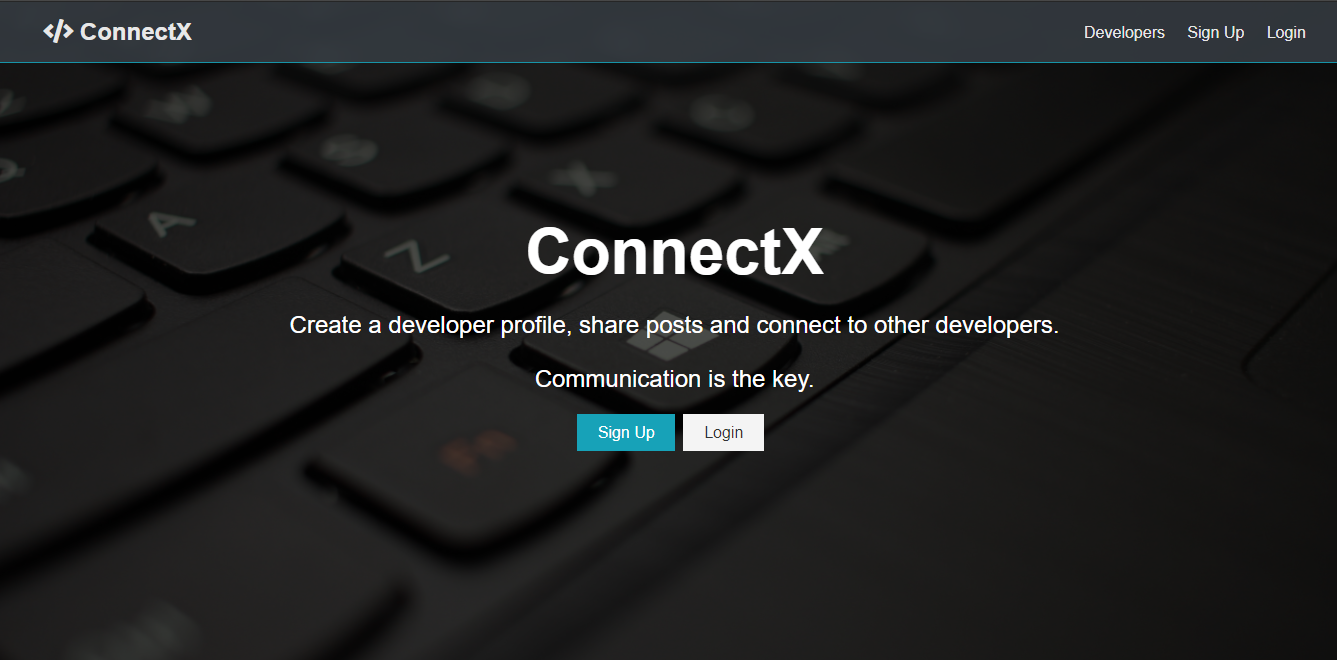 </> ConnectX
Developers Sign Up Login
A
Z
X
ConnectX
Create a developer profile, share posts and connect to other developers.
Communication is the key.
Sign Up Login
Fn